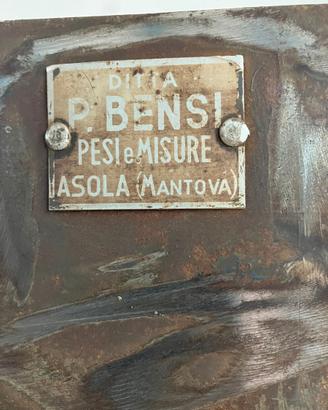 DITTA
P. BENSI
PESI e MISURE
ASOLA (MANTOVA)